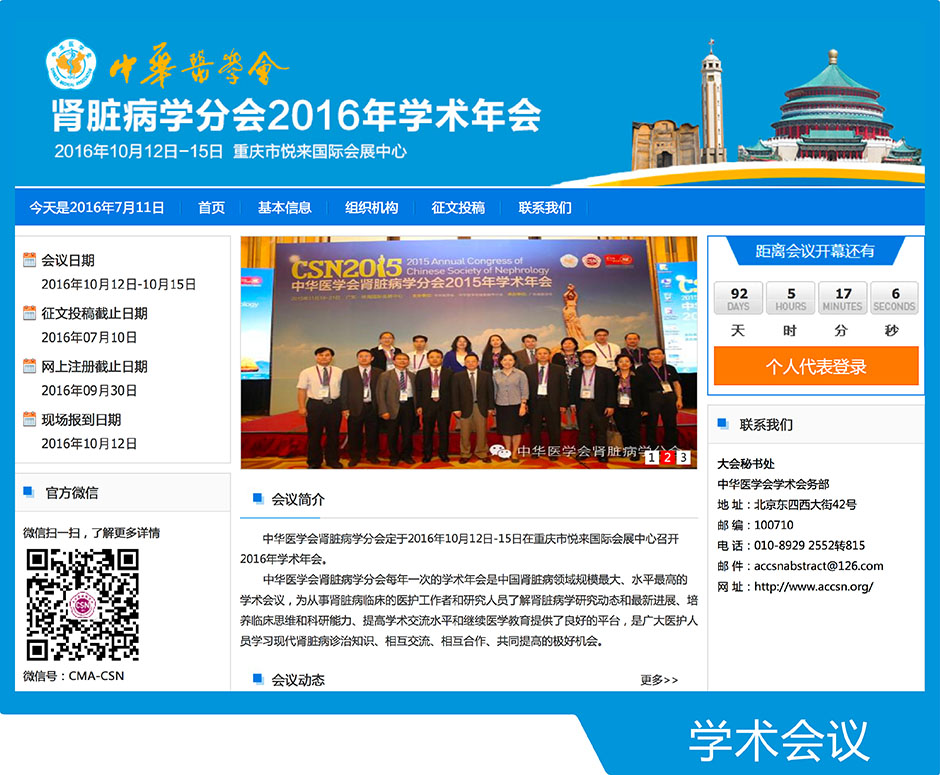 中华医学会
肾脏病学分会2016年学术年会
2016年10月12日-15日 重庆市悦来国际会展中心
今天是2016年7月11日 首页 基本信息 组织机构 征文投稿 联系我们
会议日期
2016年10月12日-10月15日
征文投稿截止日期
2016年07月10日
网上注册截止日期
2016年09月30日
现场报到日期
2016年10月12日
官方微信
微信扫一扫，了解更多详情
CSN
微信号：CMA-CSN
CSN2015 2015 Annual Congress of
Chinese Society of Nephrology
中华医学会肾脏病学分会2015年学术年会
中华医学会肾脏病学分会
1 2 3
会议简介
中华医学会肾脏病学分会定于2016年10月12日-15日在重庆市悦来国际会展中心召开
2016年学术年会。
中华医学会肾脏病学分会每年一次的学术年会是中国肾脏病领域规模最大、水平最高的
学术会议，为从事肾脏病临床的医护工作者和研究人员了解肾脏病学研究动态和最新进展、培
养临床思维和科研能力、提高学术交流水平和继续医学教育提供了良好的平台，是广大医护人
员学习现代肾脏病诊治知识、相互交流、相互合作、共同提高的极好机会。
会议动态 更多>>
距离会议开幕还有
92 5 17 6
DAYS HOURS MINUTES SECONDS
天 时 分 秒
个人代表登录
联系我们
大会秘书处
中华医学会学术会务部
地 址：北京东四西大街42号
邮 编：100710
电 话：010-8929 2552转815
邮 件：accsnabstract@126.com
网 址：http://www.accsn.org/
学术会议